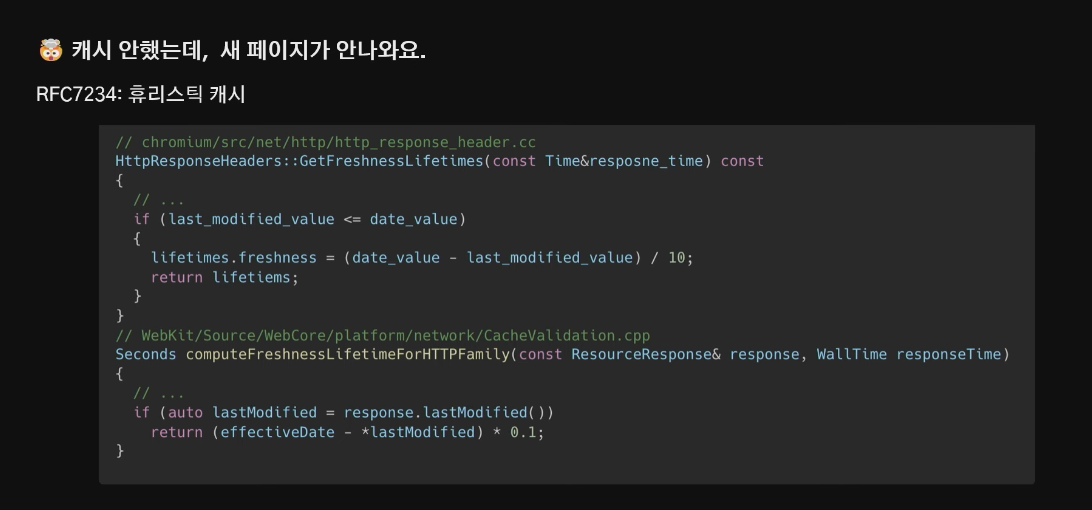 🤯 캐시 안했는데, 새 페이지가 안나와요.
RFC7234: 휴리스틱 캐시
// chromium/src/net/http/http_response_header.cc
HttpResponseHeaders::GetFreshnessLifetimes(const Time&resposne_time) const
{
  // ...
  if (last_modified_value <= date_value)
  {
    lifetimes.freshness = (date_value - last_modified_value) / 10;
    return lifetiems;
  }
}
// WebKit/Source/WebCore/platform/network/CacheValidation.cpp
Seconds computeFreshnessLifetimeForHTTPFamily(const ResourceResponse& response, WallTime responseTime)
{
  // ...
  if (auto lastModified = response.lastModified())
    return (effectiveDate - *lastModified) * 0.1;
}